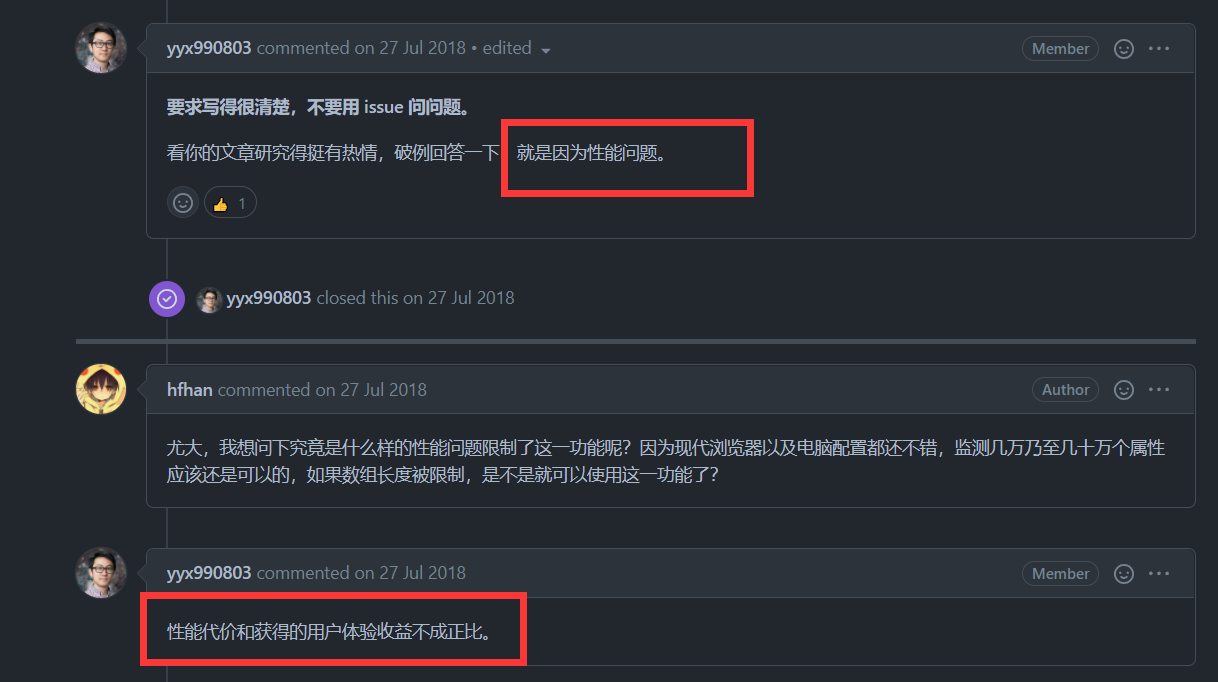 yyx990803 commented on 27 Jul 2018 • edited Member
要求写得很清楚，不要用 issue 问问题。
看你的文章研究得挺有热情，破例回答一下 就是因为性能问题。
1
yyx990803 closed this on 27 Jul 2018
hfhan commented on 27 Jul 2018 Author
尤大，我想问下究竟是什么样的性能问题限制了这一功能呢？因为现代浏览器以及电脑配置都还不错，监测几万乃至几十万个属性
应该还是可以的，如果数组长度被限制，是不是就可以使用这一功能了？
yyx990803 commented on 27 Jul 2018 Member
性能代价和获得的用户体验收益不成正比。